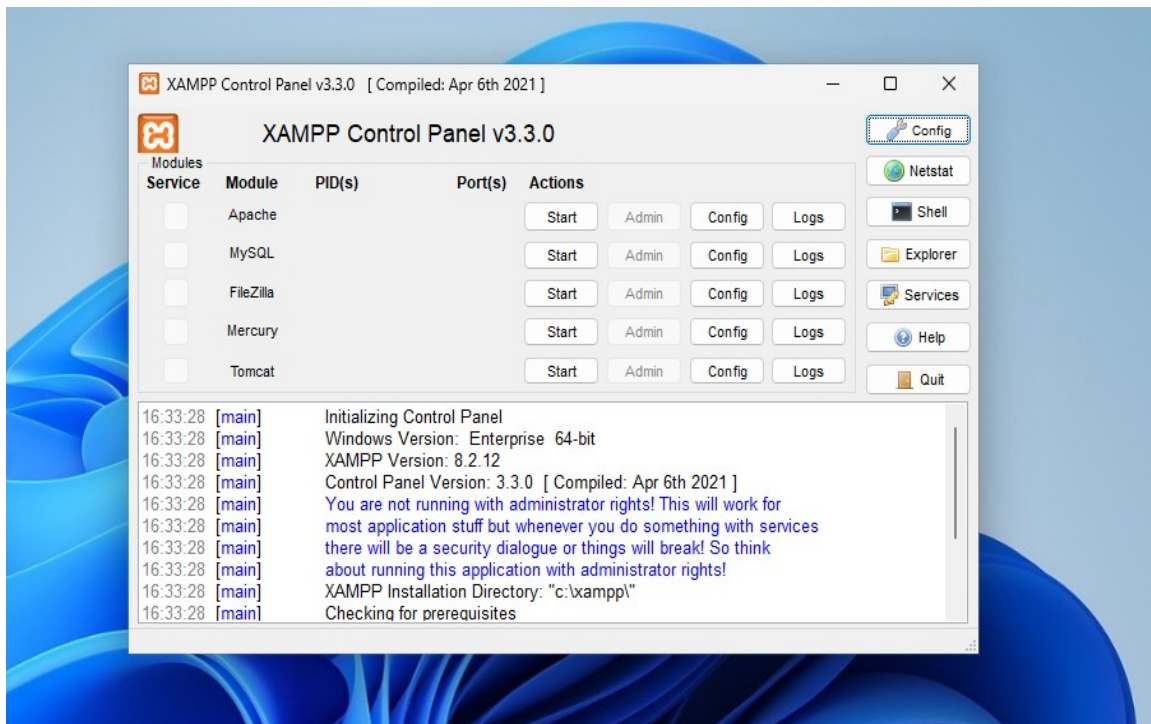 XAMPP Control Panel v3.3.0 [ Compiled: Apr 6th 2021 ]
XAMPP Control Panel v3.3.0
Config
Modules
Service Module PID(s) Port(s) Actions
Netstat
Apache Start Admin Config Logs
Shell
MySQL Start Admin Config Logs
Explorer
FileZilla Start Admin Config Logs
Services
Mercury Start Admin Config Logs
Help
Tomcat Start Admin Config Logs
Quit
16:33:28 [main] Initializing Control Panel
16:33:28 [main] Windows Version: Enterprise 64-bit
16:33:28 [main] XAMPP Version: 8.2.12
16:33:28 [main] Control Panel Version: 3.3.0 [ Compiled: Apr 6th 2021 ]
16:33:28 [main] You are not running with administrator rights! This will work for
16:33:28 [main] most application stuff but whenever you do something with services
16:33:28 [main] there will be a security dialogue or things will break! So think
16:33:28 [main] about running this application with administrator rights!
16:33:28 [main] XAMPP Installation Directory: "c:\xampp\"
16:33:28 [main] Checking for prerequisites